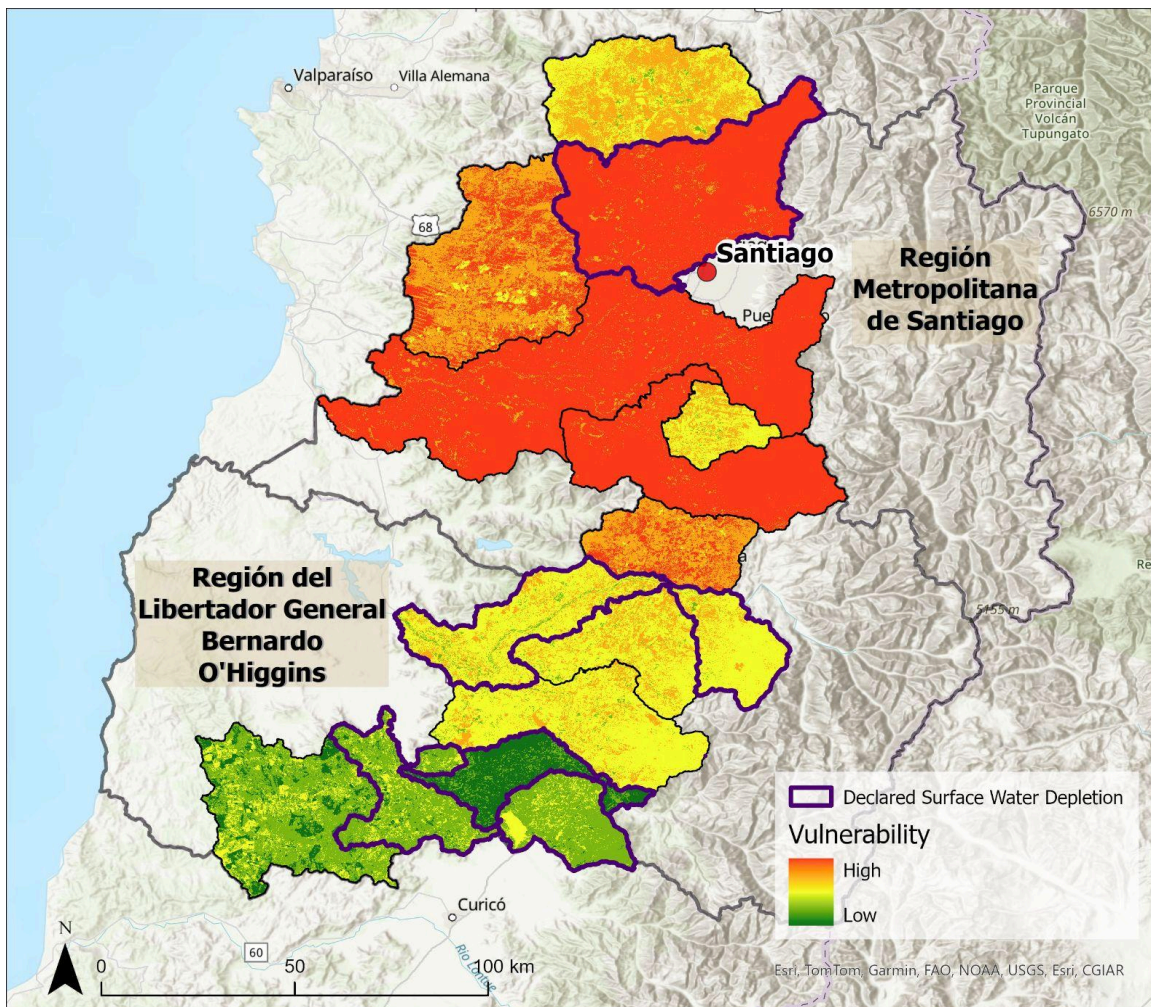 Valparaíso
Villa Alemana
Parque
Provincial
Volcán
Tupungato
68
6570 m
Santiago
Región
Metropolitana
de Santiago
Región del
Libertador General
Bernardo
O'Higgins
5155 m
Declared Surface Water Depletion
Vulnerability
High
Low
Curicó
N
60
0
50
100 km
Esri, TomTom, Garmin, FAO, NOAA, USGS, Esri, CGIAR